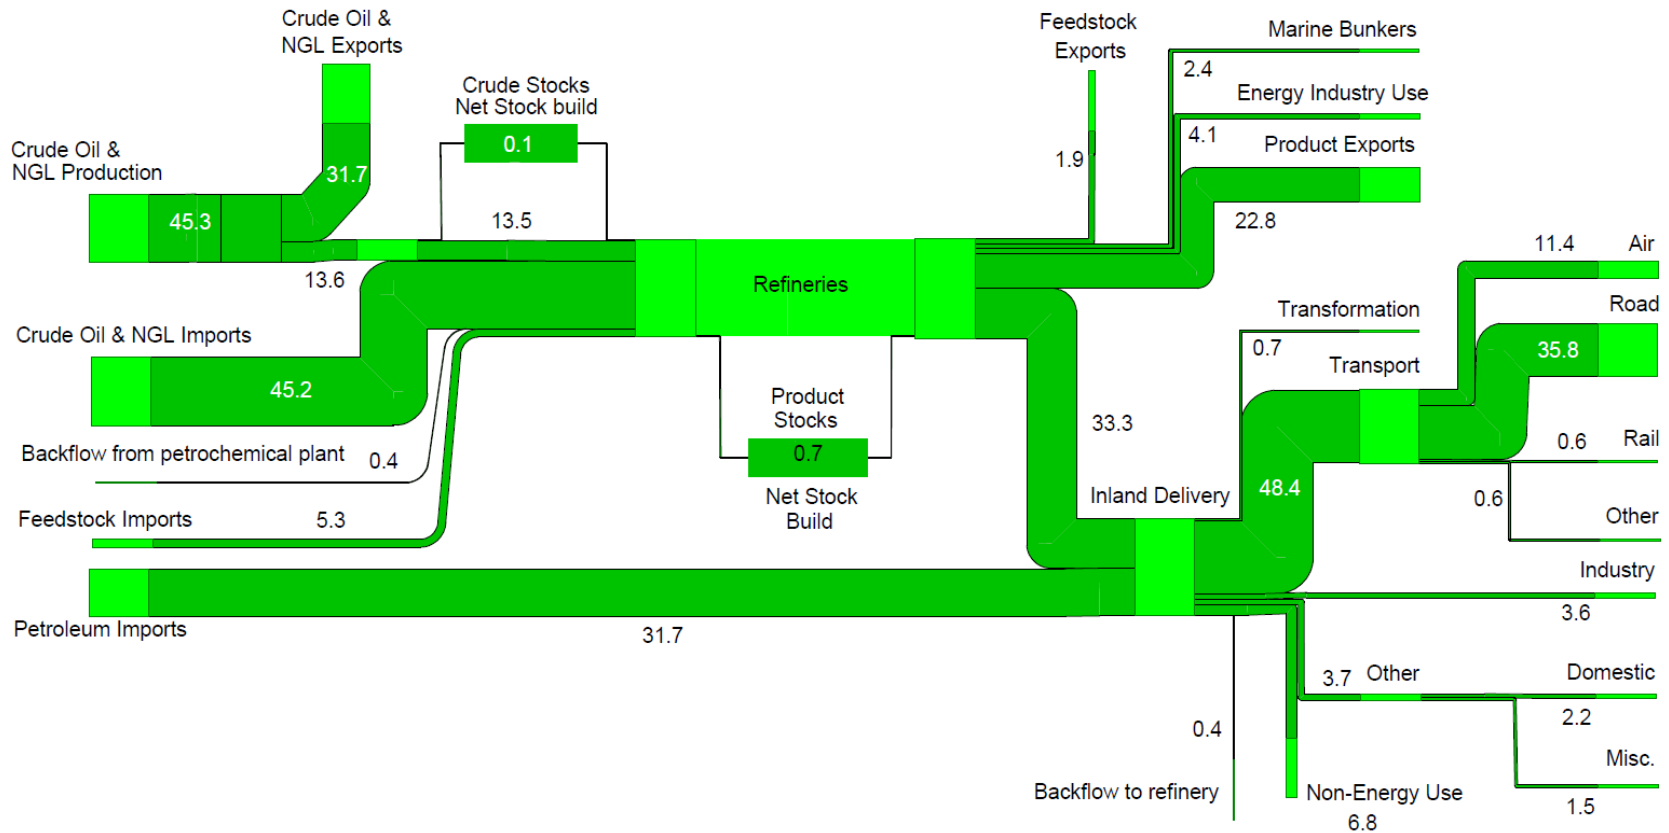 Crude Oil &
NGL Exports
Feedstock
Exports
Marine Bunkers
2.4
Crude Stocks
Net Stock build
0.1
Energy Industry Use
4.1
Product Exports
22.8
Crude Oil &
NGL Production
45.3
31.7
1.9
13.5
13.6
Refineries
11.4
Air
Road
35.8
Transformation
0.7
Transport
Crude Oil & NGL Imports
45.2
Product
Stocks
0.7
Net Stock
Build
33.3
0.6
Rail
Backflow from petrochemical plant
0.4
Inland Delivery
48.4
0.6
Other
Feedstock Imports
5.3
Industry
3.6
Petroleum Imports
31.7
3.7
Other
Domestic
2.2
0.4
Misc.
1.5
Backflow to refinery
Non-Energy Use
6.8